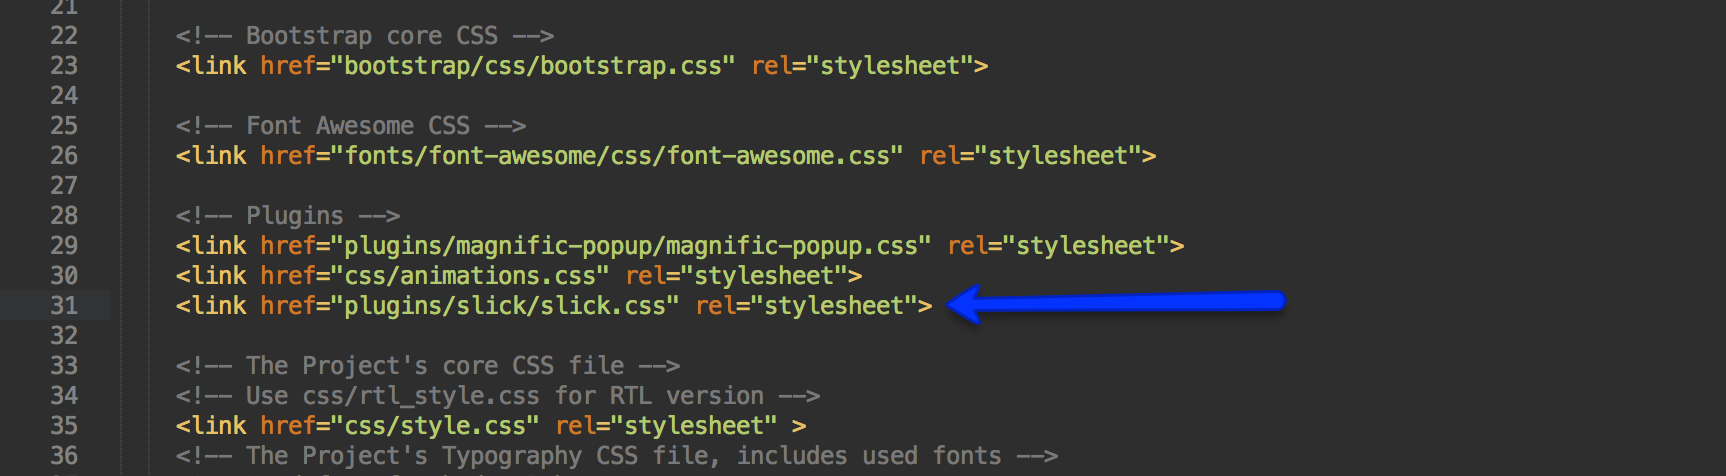 21
22 <!-- Bootstrap core CSS -->
23 <link href="bootstrap/css/bootstrap.css" rel="stylesheet">
24
25 <!-- Font Awesome CSS -->
26 <link href="fonts/font-awesome/css/font-awesome.css" rel="stylesheet">
27
28 <!-- Plugins -->
29 <link href="plugins/magnific-popup/magnific-popup.css" rel="stylesheet">
30 <link href="css/animations.css" rel="stylesheet">
31 <link href="plugins/slick/slick.css" rel="stylesheet">
32
33 <!-- The Project's core CSS file -->
34 <!-- Use css/rtl_style.css for RTL version -->
35 <link href="css/style.css" rel="stylesheet" >
36 <!-- The Project's Typography CSS file, includes used fonts -->